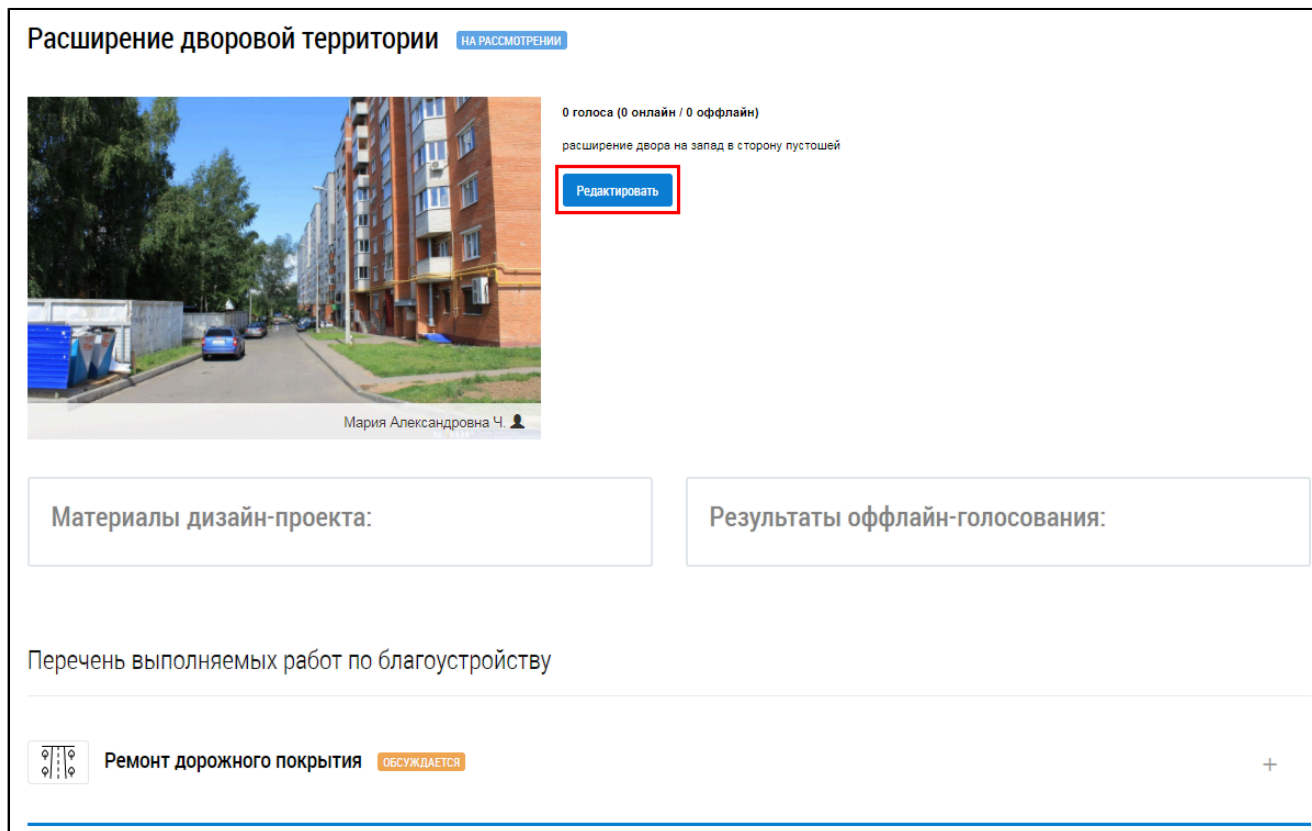 Расширение дворовой территории НА РАССМОТРЕНИИ
0 голоса (0 онлайн / 0 оффлайн)
расширение двора на запад в сторону пустошей
Редактировать
Мария Александровна Ч.
Материалы дизайн-проекта:
Результаты оффлайн-голосования:
Перечень выполняемых работ по благоустройству
Ремонт дорожного покрытия ОБСУЖДАЕТСЯ +